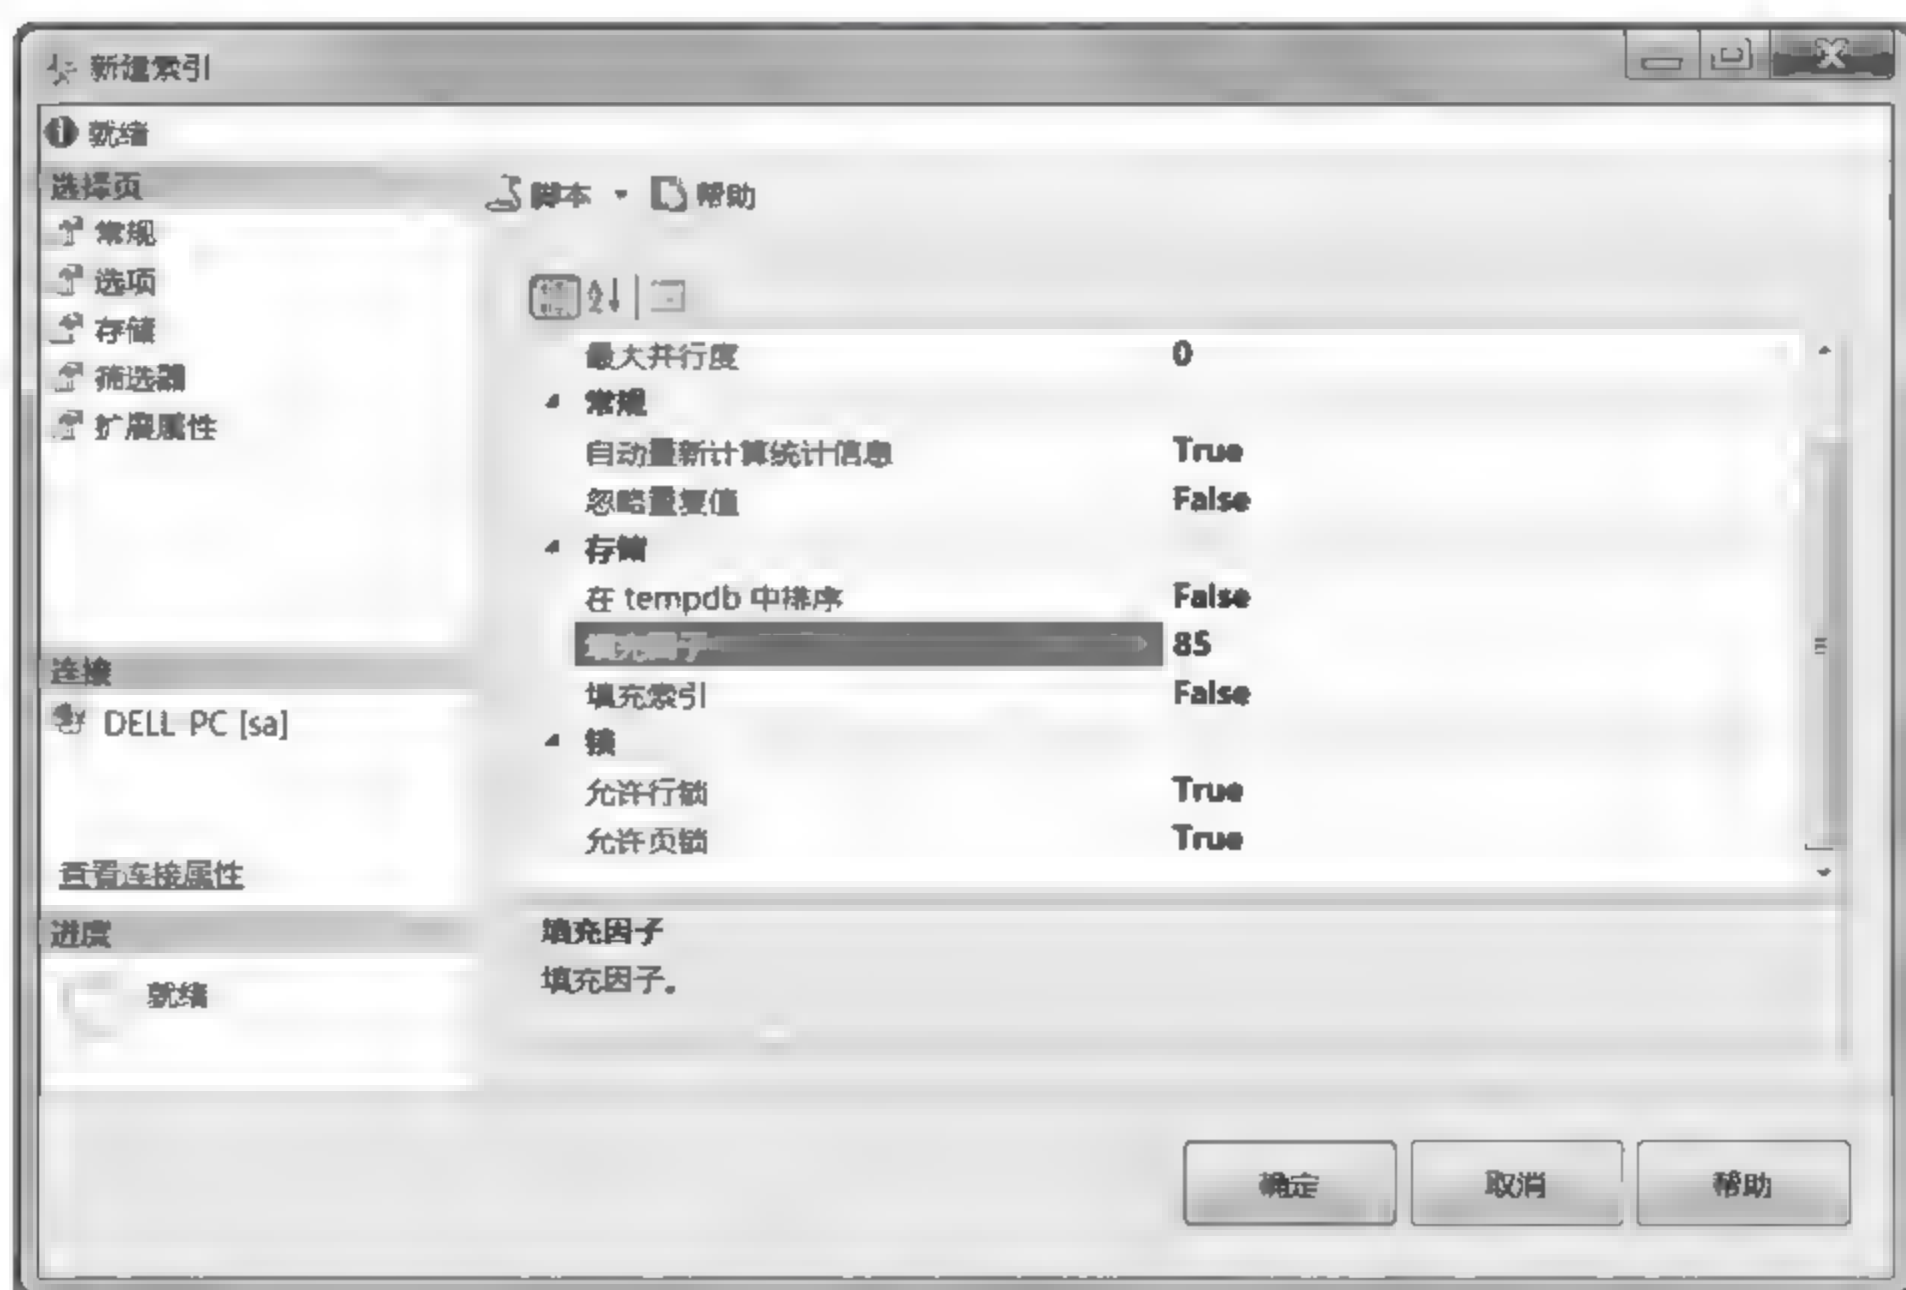 新建索引
就绪
选择页
常规
选项
存储
筛选器
扩展属性
连接
DELL-PC [sa]
查看连接属性
进度
就绪
脚本 帮助
最大并行度 0
常规
自动重新计算统计信息 True
忽略重复值 False
存储
在 tempdb 中排序 False
填充因子 85
填充索引 False
锁
允许行锁 True
允许页锁 True
填充因子
填充因子。
确定 取消 帮助